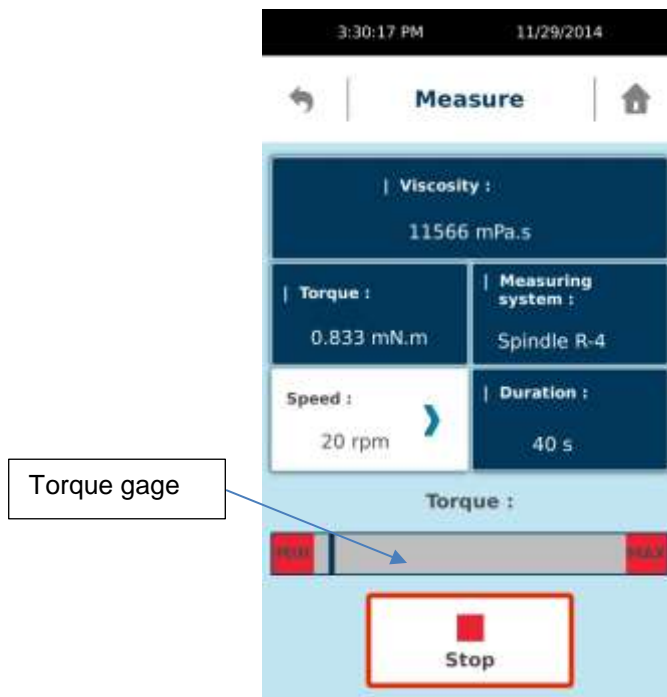 3:30:17 PM 11/29/2014
Measure
| Viscosity :
11566 mPa.s
| Torque :
0.833 mN.m
| Measuring
system :
Spindle R-4
Speed :
20 rpm
| Duration :
40 s
Torque gage
Torque :
MAX
Stop